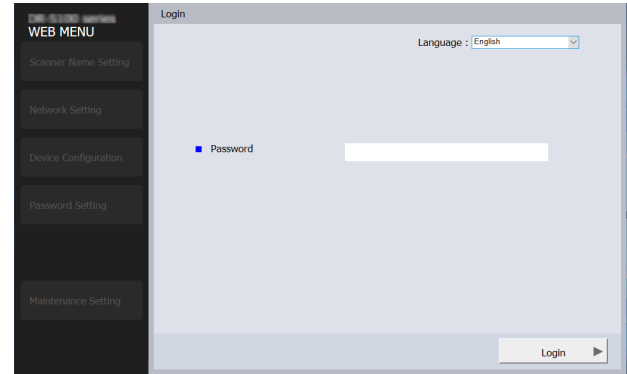 WEB MENU
Scanner Name Setting
Network Setting
Device Configuration
Password Setting
Maintenance Setting
Login
Language : English
Password
Login